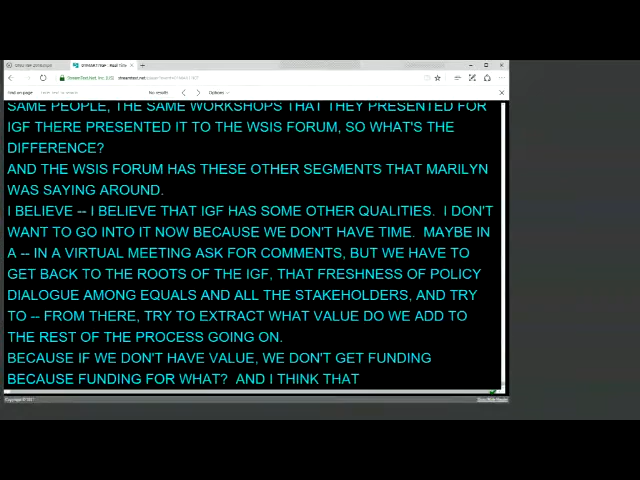 No results
Options
SAME PEOPLE, THE SAME WORKSHOPS THAT THEY PRESENTED FOR
IGF THERE PRESENTED IT TO THE WSIS FORUM, SO WHAT'S THE
DIFFERENCE?
AND THE WSIS FORUM HAS THESE OTHER SEGMENTS THAT MARILYN
WAS SAYING AROUND.
I BELIEVE -- I BELIEVE THAT IGF HAS SOME OTHER QUALITIES.  I DON'T
WANT TO GO INTO IT NOW BECAUSE WE DON'T HAVE TIME.  MAYBE IN
A -- IN A VIRTUAL MEETING ASK FOR COMMENTS, BUT WE HAVE TO
GET BACK TO THE ROOTS OF THE IGF, THAT FRESHNESS OF POLICY
DIALOGUE AMONG EQUALS AND ALL THE STAKEHOLDERS, AND TRY
TO -- FROM THERE, TRY TO EXTRACT WHAT VALUE DO WE ADD TO
THE REST OF THE PROCESS GOING ON.
BECAUSE IF WE DON'T HAVE VALUE, WE DON'T GET FUNDING
BECAUSE FUNDING FOR WHAT?  AND I THINK THAT